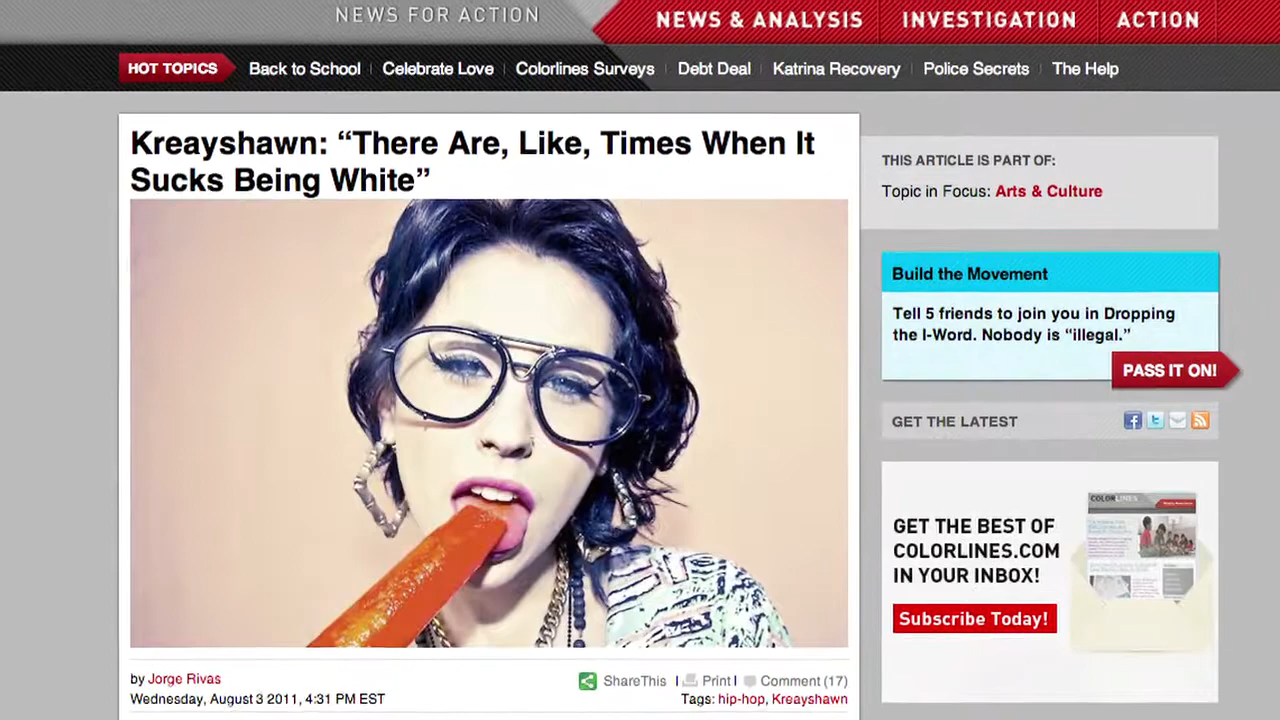 NEWS FOR ACTION
NEWS & ANALYSIS
INVESTIGATION
ACTION
HOT TOPICS
Back to School
Celebrate Love
Colorlines Surveys
Debt Deal
Katrina Recovery
Police Secrets
The Help
Kreayshawn: “There Are, Like, Times When It
Sucks Being White”
by Jorge Rivas
Wednesday, August 3 2011, 4:31 PM EST
ShareThis
Print
Comment (17)
Tags: hip-hop, Kreayshawn
THIS ARTICLE IS PART OF:
Topic in Focus: Arts & Culture
Build the Movement
Tell 5 friends to join you in Dropping
the I-Word. Nobody is “illegal.”
PASS IT ON!
GET THE LATEST
GET THE BEST OF
COLORLINES.COM
IN YOUR INBOX!
Subscribe Today!
COLORLINES